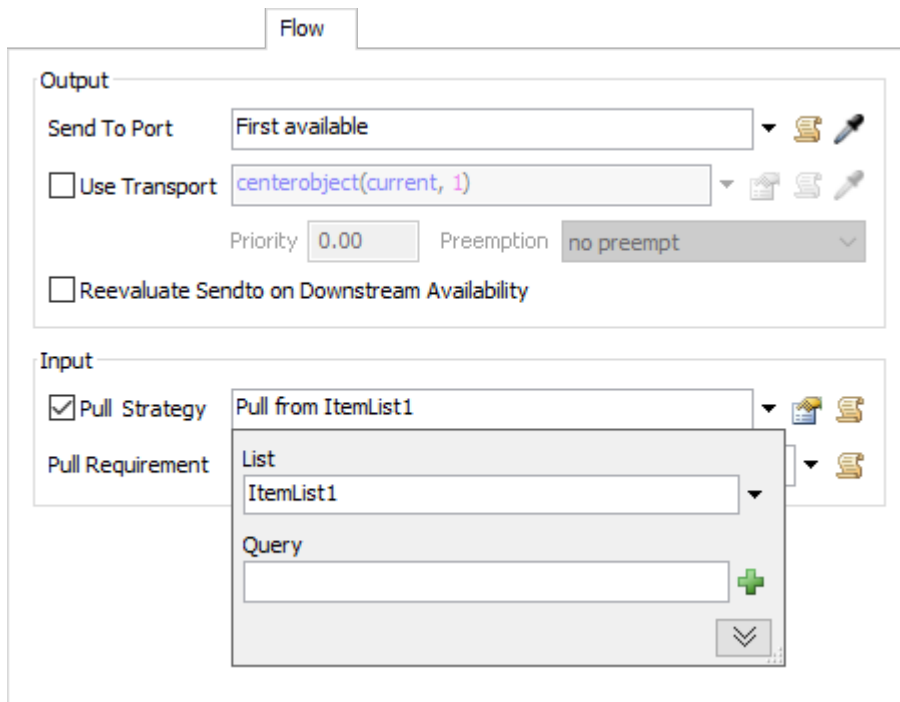 Flow
Output
Send To Port First available
Use Transport centerobject(current, 1)
Priority 0.00 Preemption no preempt
Reevaluate Sendto on Downstream Availability
Input
Pull Strategy Pull from ItemList1
Pull Requirement
List
ItemList1
Query